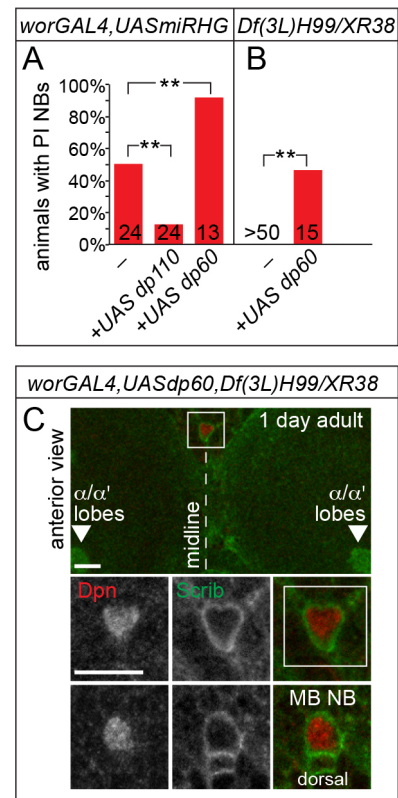 worGAL4,UASmiRHG
Df(3L)H99/XR38
A
B
animals with PI NBs
100%
80%
60%
40%
20%
0%
**
**
**
24
24
13
>50
15
–
+UAS dp110
+UAS dp60
–
+UAS dp60
worGAL4,UASdp60,Df(3L)H99/XR38
C
anterior view
1 day adult
α/α'
lobes
midline
α/α'
lobes
Dpn
Scrib
MB NB
dorsal